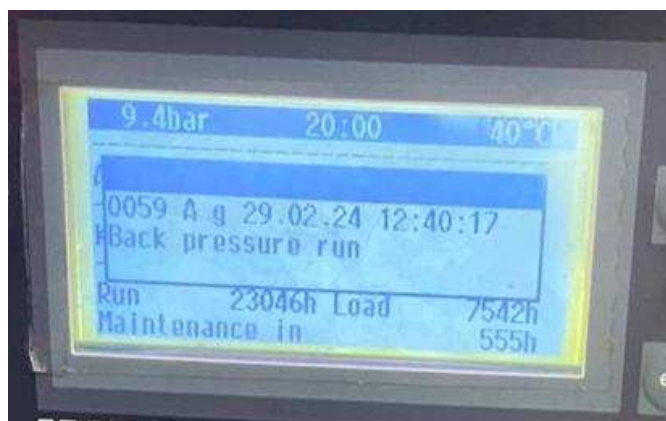 9.4bar 20:00 40°C
0059 A g 29.02.24 12:40:17
Back pressure run
Run 23046h Load 7542h
Maintenance in 555h